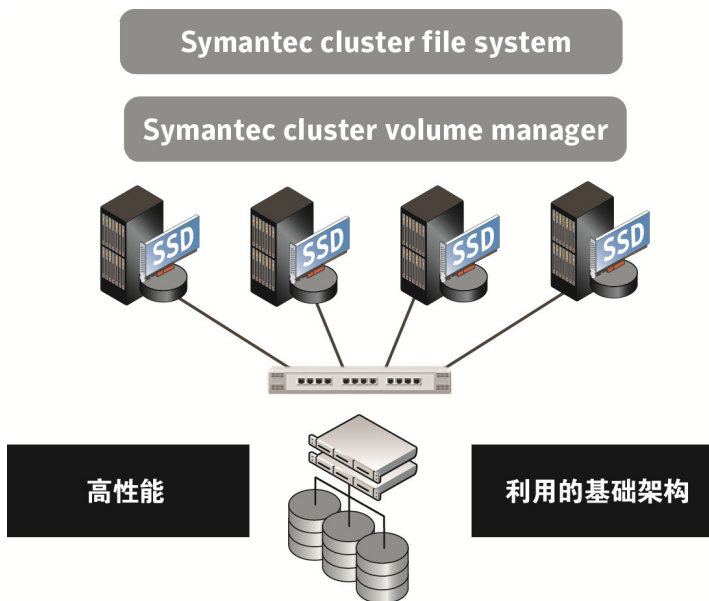 Symantec cluster file system
Symantec cluster volume manager
SSD SSD SSD SSD
高性能 利用的基础架构